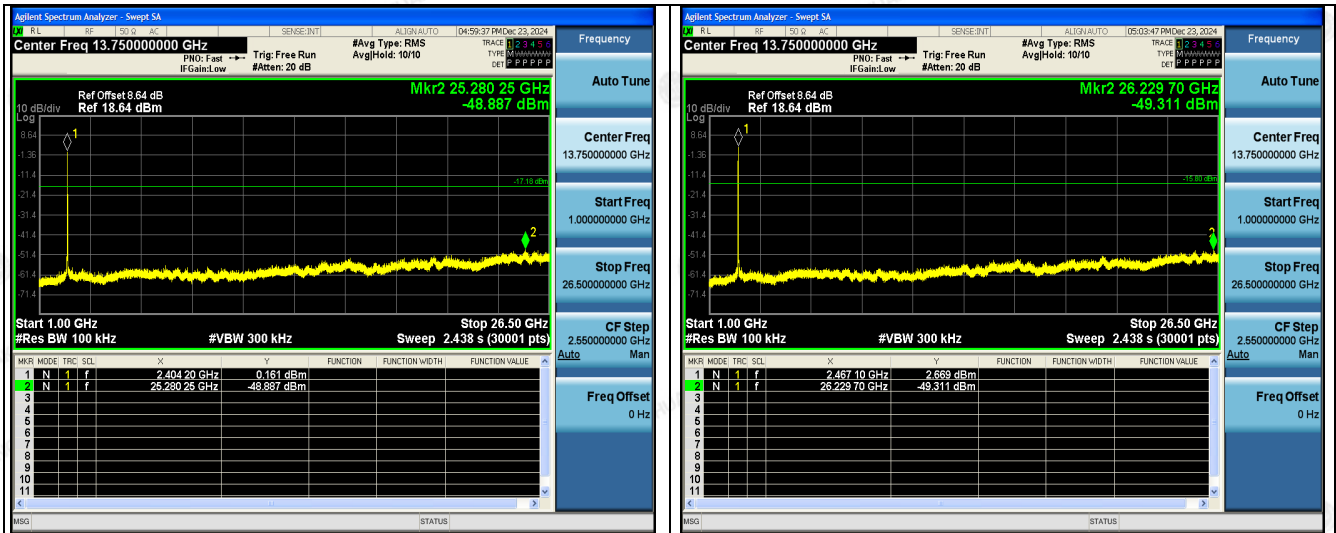 Agilent Spectrum Analyzer - Swept SA
RL RF 50 Ω AC SENSE:INT ALIGN AUTO 04:59:37 PM Dec 23, 2024
Center Freq 13.750000000 GHz
#Avg Type: RMS
TRACE 1 2 3 4 5 6
PNO: Fast Trig: Free Run Avg|Hold: 10/10
TYPE MWWWWW
IFGain:Low #Atten: 20 dB
DET P P P P P P
Mkr2 25.280 25 GHz
Ref Offset 8.64 dB
-48.887 dBm
10 dB/div Ref 18.64 dBm
Log
8.64
1
-1.36
-11.4
-17.18 dBm
-21.4
-31.4
-41.4
2
-51.4
-61.4
-71.4
Start 1.00 GHz Stop 26.50 GHz
#Res BW 100 kHz #VBW 300 kHz Sweep 2.438 s (30001 pts)
MKR MODE TRC SCL X Y FUNCTION FUNCTION WIDTH FUNCTION VALUE
1 N 1 f 2.404 20 GHz 0.161 dBm
2 N 1 f 25.280 25 GHz -48.887 dBm
3
4
5
6
7
8
9
10
11
MSG STATUS
Frequency
Auto Tune
Center Freq
13.750000000 GHz
Start Freq
1.000000000 GHz
Stop Freq
26.500000000 GHz
CF Step
2.550000000 GHz
Auto Man
Freq Offset
0 Hz
Agilent Spectrum Analyzer - Swept SA
RL RF 50 Ω AC SENSE:INT ALIGN AUTO 05:03:47 PM Dec 23, 2024
Center Freq 13.750000000 GHz
#Avg Type: RMS
TRACE 1 2 3 4 5 6
PNO: Fast Trig: Free Run Avg|Hold: 10/10
TYPE MWWWWW
IFGain:Low #Atten: 20 dB
DET P P P P P P
Mkr2 26.229 70 GHz
Ref Offset 8.64 dB
-49.311 dBm
10 dB/div Ref 18.64 dBm
Log
8.64
1
-1.36
-11.4
-15.80 dBm
-21.4
-31.4
-41.4
2
-51.4
-61.4
-71.4
Start 1.00 GHz Stop 26.50 GHz
#Res BW 100 kHz #VBW 300 kHz Sweep 2.438 s (30001 pts)
MKR MODE TRC SCL X Y FUNCTION FUNCTION WIDTH FUNCTION VALUE
1 N 1 f 2.467 10 GHz 2.669 dBm
2 N 1 f 26.229 70 GHz -49.311 dBm
3
4
5
6
7
8
9
10
11
MSG STATUS
Frequency
Auto Tune
Center Freq
13.750000000 GHz
Start Freq
1.000000000 GHz
Stop Freq
26.500000000 GHz
CF Step
2.550000000 GHz
Auto Man
Freq Offset
0 Hz